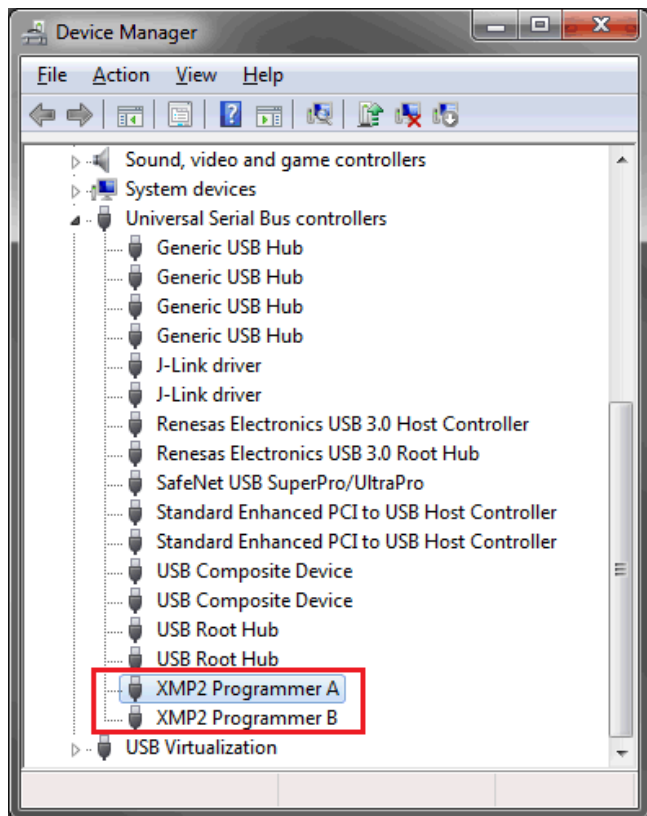 Device Manager
File Action View Help
Sound, video and game controllers
System devices
Universal Serial Bus controllers
Generic USB Hub
Generic USB Hub
Generic USB Hub
Generic USB Hub
J-Link driver
J-Link driver
Renesas Electronics USB 3.0 Host Controller
Renesas Electronics USB 3.0 Root Hub
SafeNet USB SuperPro/UltraPro
Standard Enhanced PCI to USB Host Controller
Standard Enhanced PCI to USB Host Controller
USB Composite Device
USB Composite Device
USB Root Hub
USB Root Hub
XMP2 Programmer A
XMP2 Programmer B
USB Virtualization